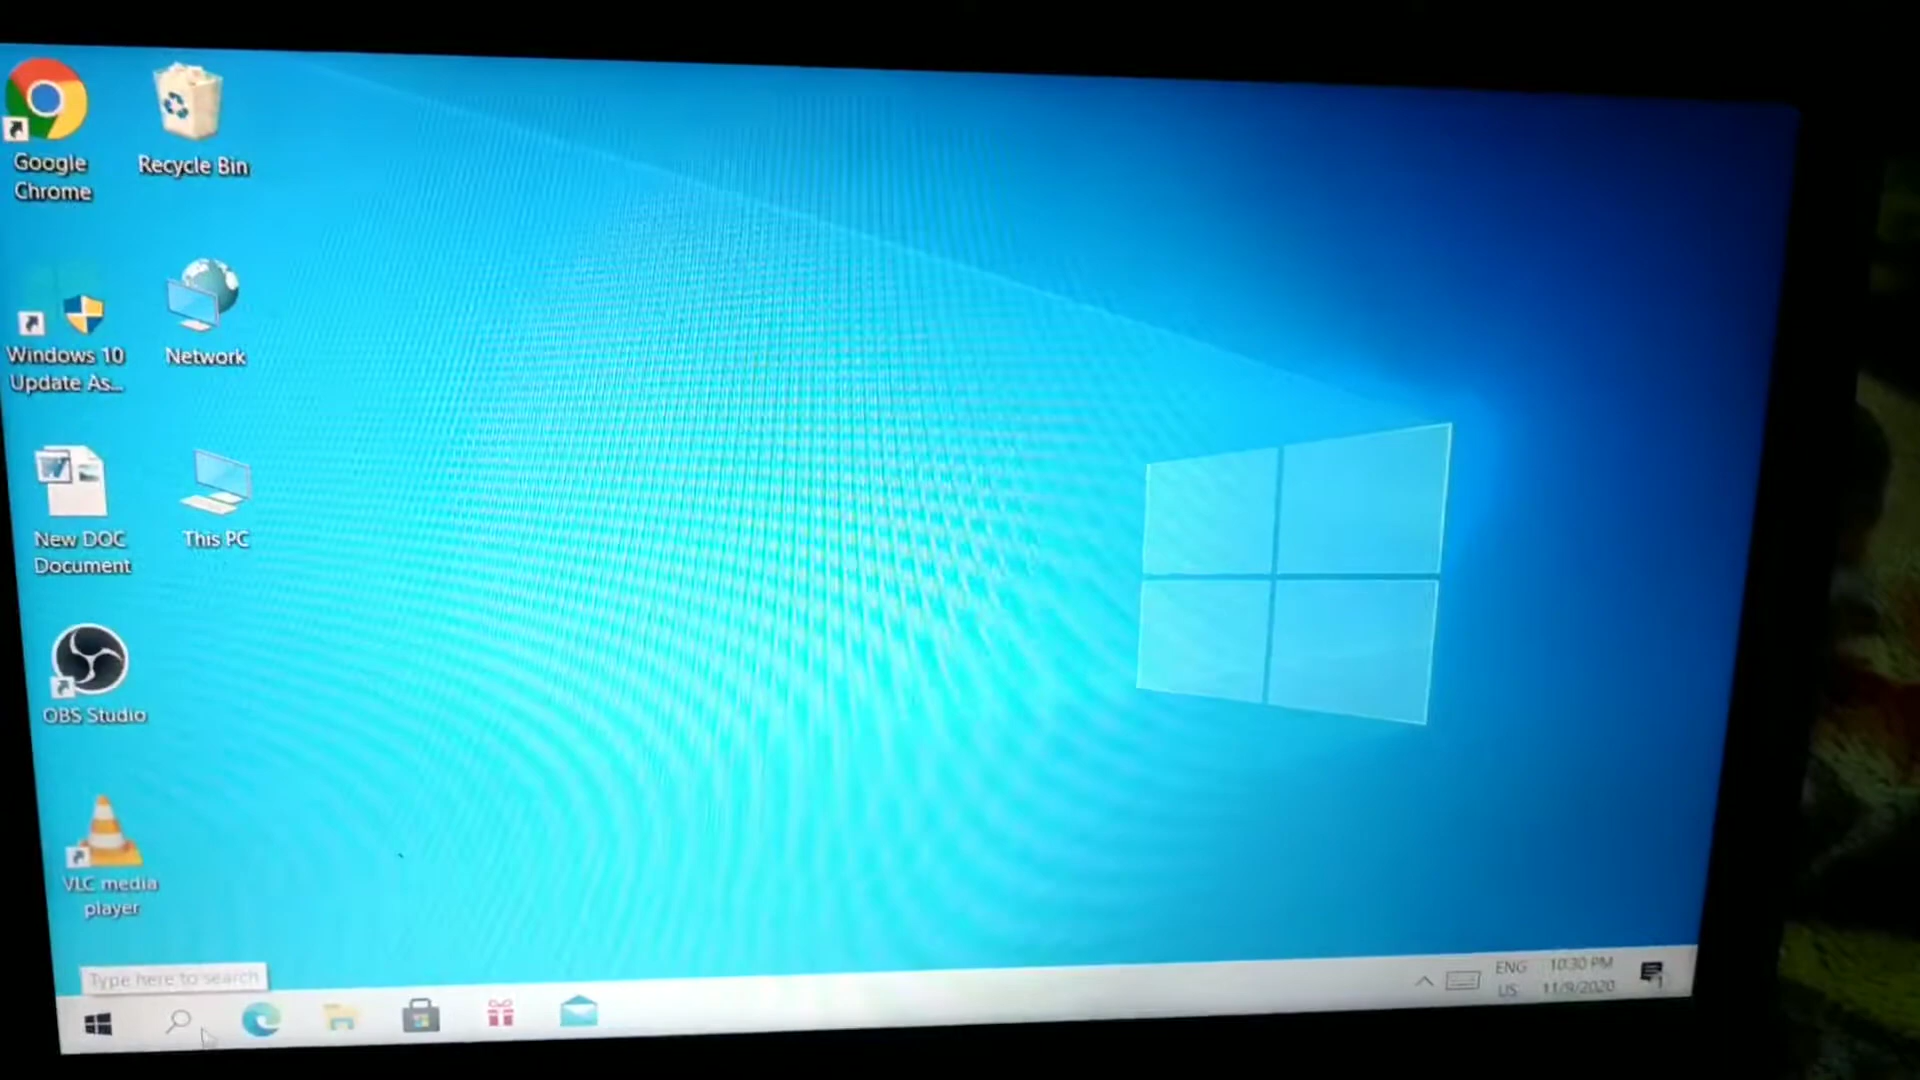 Google
Chrome
Recycle Bin
Windows 10
Update As...
Network
New DOC
Document
This PC
OBS Studio
VLC media
player
Type here to search
ENG
US
10:30 PM
11/9/2020